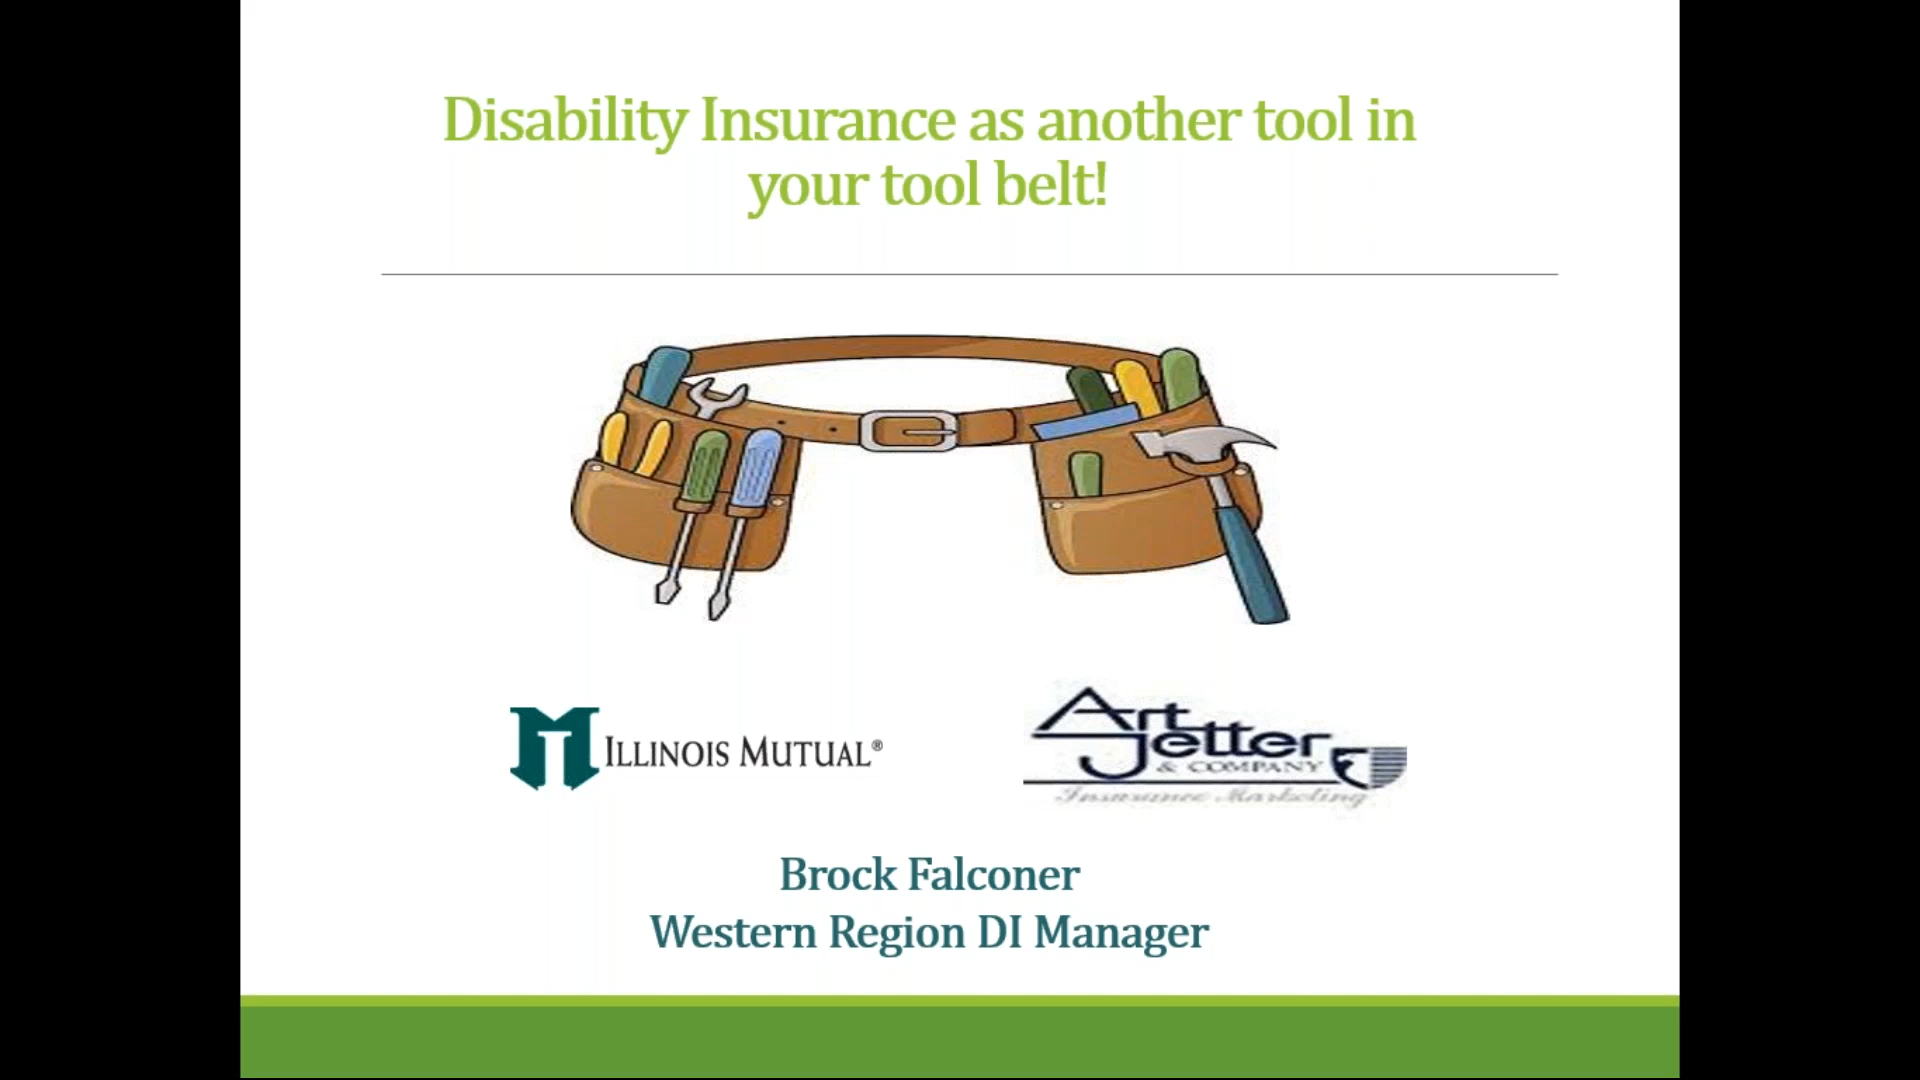 Disability Insurance as another tool in
your tool belt!
ILLINOIS MUTUAL®
Art
Jetter
& COMPANY
Insurance Marketing
Brock Falconer
Western Region DI Manager